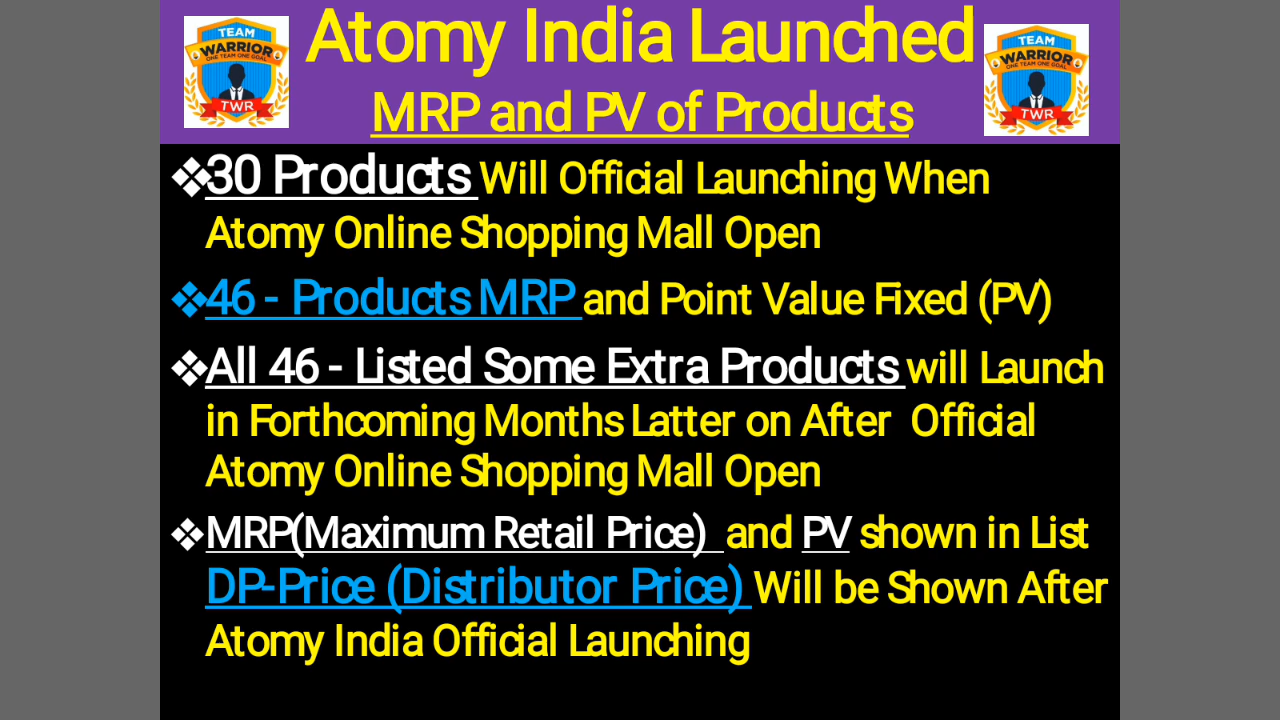 Atomy India Launched
MRP and PV of Products
TEAM
WARRIOR
ONE TEAM ONE GOAL
TWR
TEAM
WARRIOR
ONE TEAM ONE GOAL
TWR
❖30 Products Will Official Launching When
Atomy Online Shopping Mall Open
❖46 - Products MRP and Point Value Fixed (PV)
❖All 46 - Listed Some Extra Products will Launch
in Forthcoming Months Latter on After Official
Atomy Online Shopping Mall Open
❖MRP(Maximum Retail Price) and PV shown in List
DP-Price (Distributor Price) Will be Shown After
Atomy India Official Launching